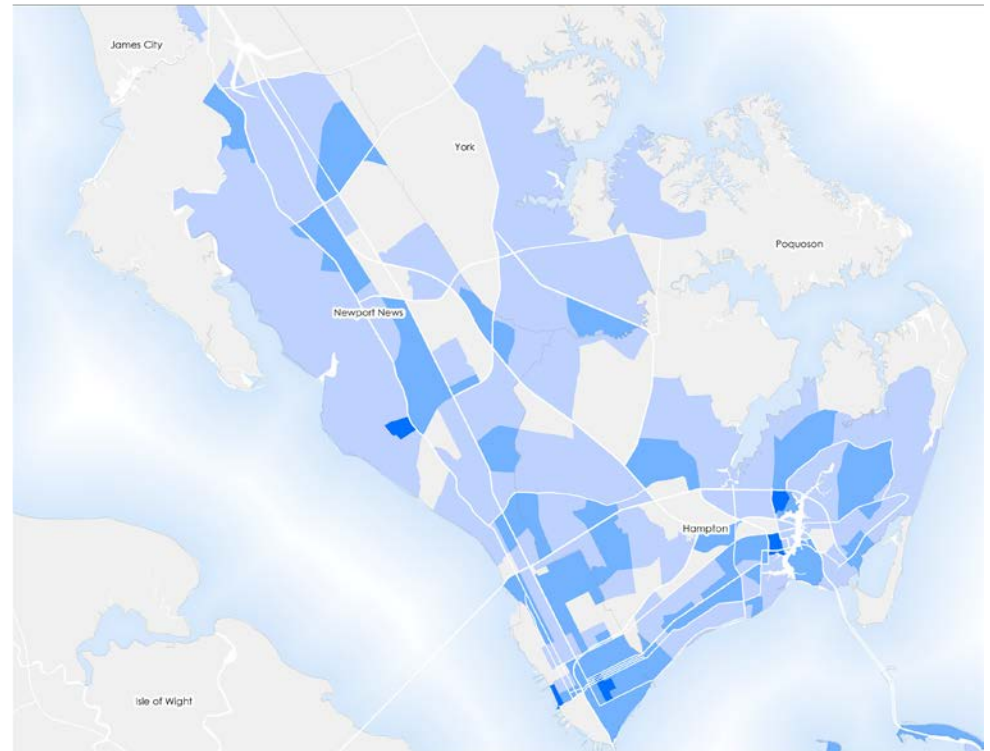 James City
York
Poquoson
Newport News
Hampton
Isle of Wight